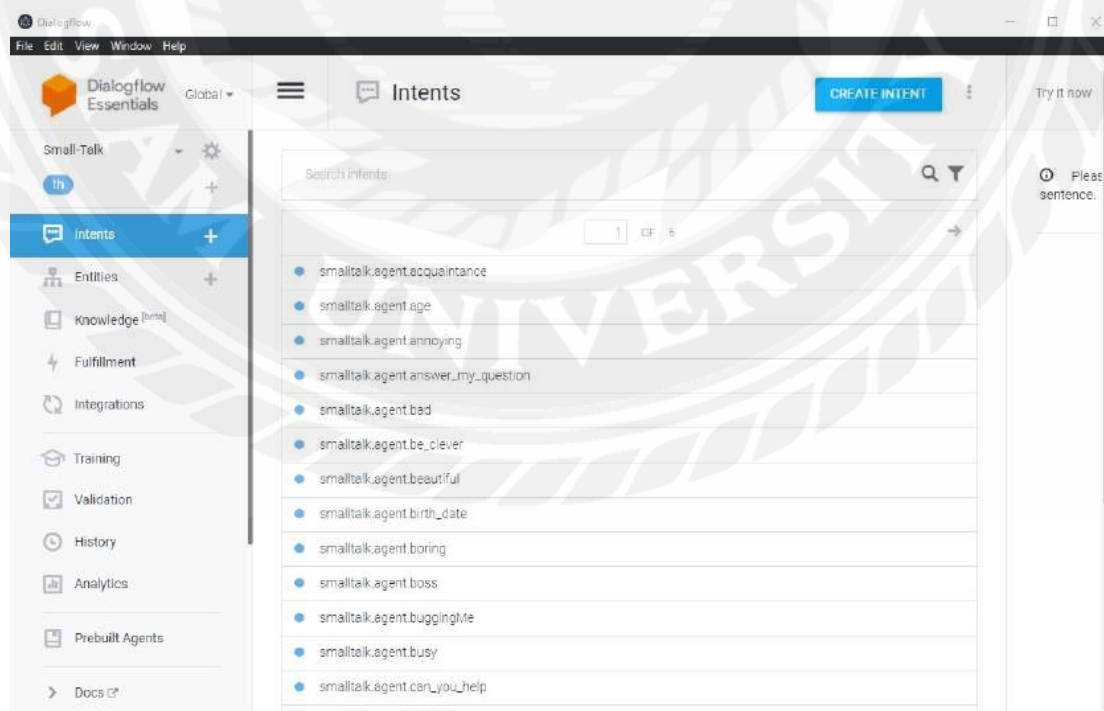 Dialogflow
File Edit View Window Help
Dialogflow Essentials
Global
Intents
CREATE INTENT
Try it now
Small-Talk
th
Search intents
Pleas
sentence.
Intents
1 OF 6
Entities
Knowledge [beta]
Fulfillment
Integrations
Training
Validation
History
Analytics
Prebuilt Agents
Docs
smalltalk.agent.acquaintance
smalltalk.agent.age
smalltalk.agent.annoying
smalltalk.agent.answer_my_question
smalltalk.agent.bad
smalltalk.agent.be_clever
smalltalk.agent.beautiful
smalltalk.agent.birth_date
smalltalk.agent.boring
smalltalk.agent.boss
smalltalk.agent.buggingMe
smalltalk.agent.busy
smalltalk.agent.can_you_help
UNIVERSITY